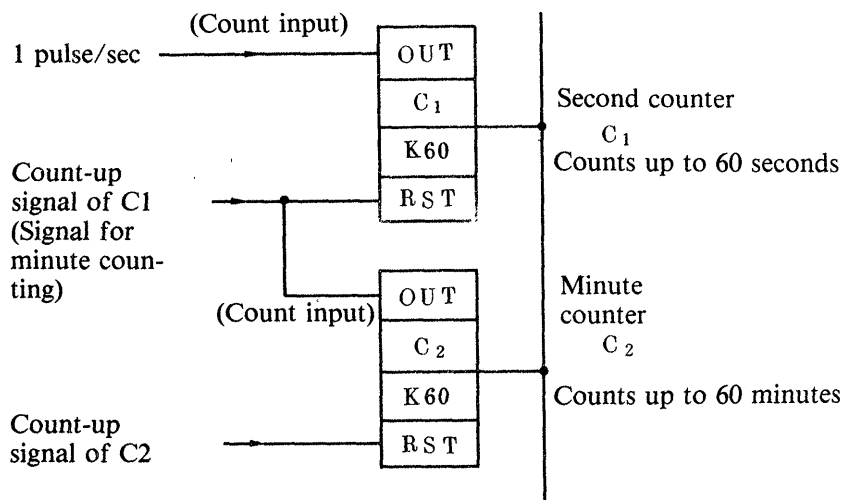 (Count input)
1 pulse/sec
OUT
C1
K60
RST
Second counter
C1
Counts up to 60 seconds
Count-up
signal of C1
(Signal for
minute coun-
ting)
OUT
(Count input)
C2
K60
RST
Minute
counter
C2
Counts up to 60 minutes
Count-up
signal of C2